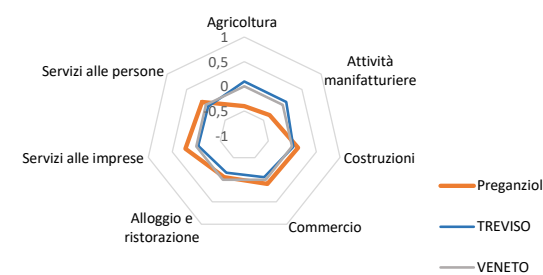 Agricoltura
1
0,5
0
0,5
-1
Attività
manifatturiere
Costruzioni
Commercio
Alloggio e
ristorazione
Servizi alle imprese
Servizi alle persone
Preganziol
TREVISO
VENETO